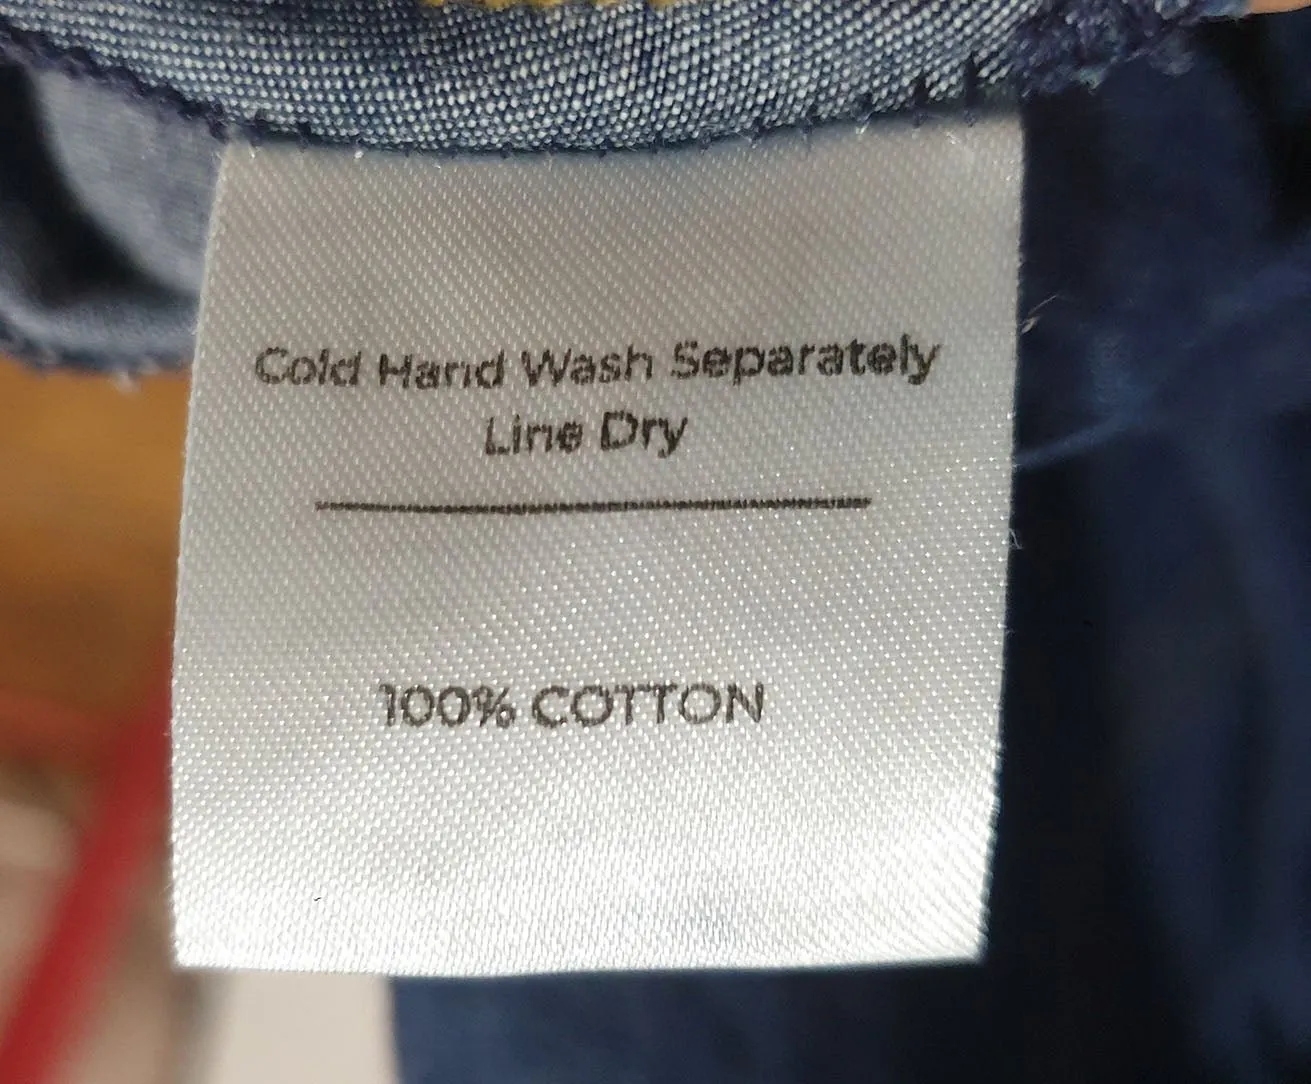 Cold Hand Wash Separately
Line Dry
100% COTTON